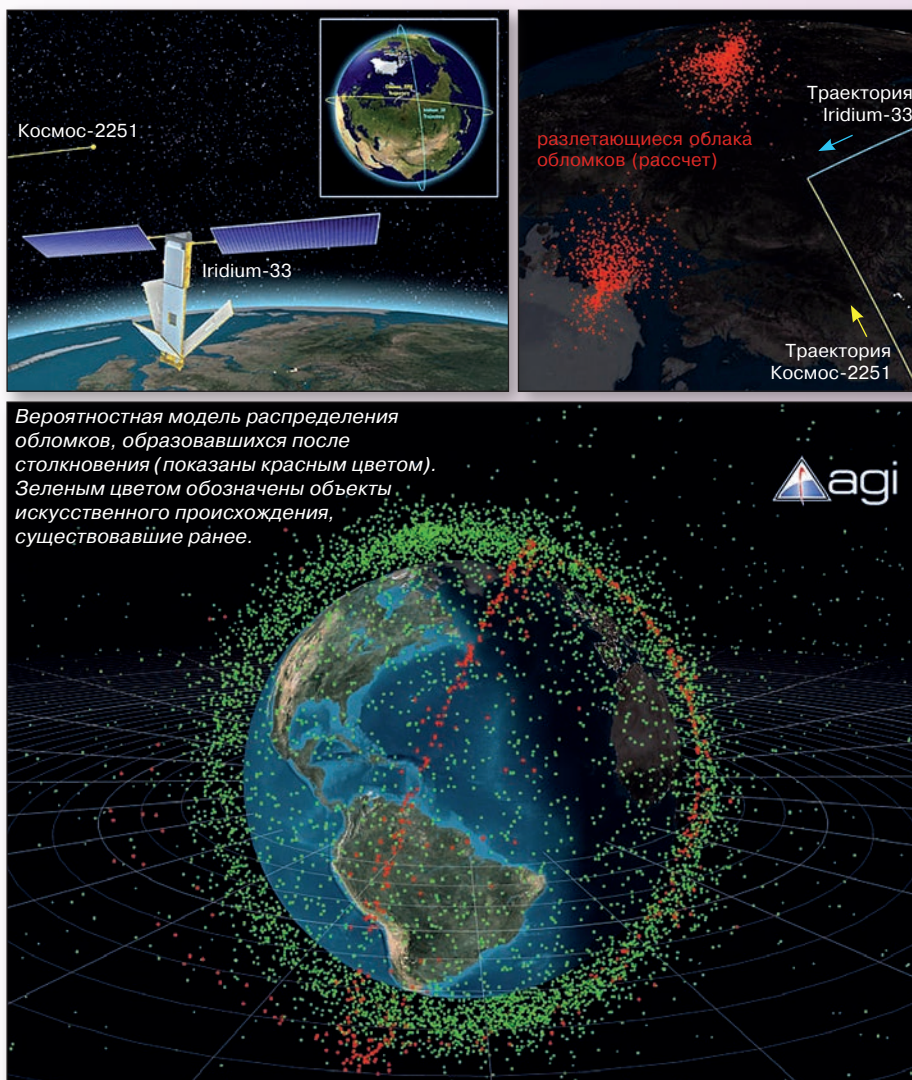 Космос-2251
Iridium-33
Траектория
Iridium-33
разлетающиеся облака
обломков (рассчет)
Траектория
Космос-2251
Вероятностная модель распределения
обломков, образовавшихся после
столкновения (показаны красным цветом).
Зеленым цветом обозначены объекты
искусственного происхождения,
существовавшие ранее.
agi